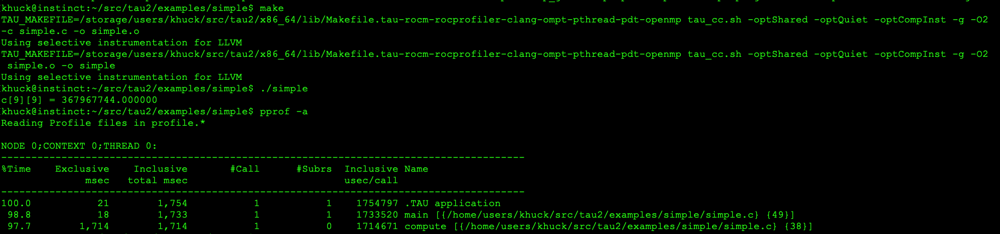 khuck@instinct:~/src/tau2/examples/simple$ make
TAU_MAKEFILE=/storage/users/khuck/src/tau2/x86_64/lib/Makefile.tau-rocm-rocprofiler-clang-ompt-pthread-pdt-openmp tau_cc.sh -optShared -optQuiet -optCompInst -g -O2
-c simple.c -o simple.o
Using selective instrumentation for LLVM
TAU_MAKEFILE=/storage/users/khuck/src/tau2/x86_64/lib/Makefile.tau-rocm-rocprofiler-clang-ompt-pthread-pdt-openmp tau_cc.sh -optShared -optQuiet -optCompInst -g -O2
 simple.o -o simple
Using selective instrumentation for LLVM
khuck@instinct:~/src/tau2/examples/simple$ ./simple
c[9][9] = 367967744.000000
khuck@instinct:~/src/tau2/examples/simple$ pprof -a
Reading Profile files in profile.*

NODE 0;CONTEXT 0;THREAD 0:
---------------------------------------------------------------------------------------
%Time    Exclusive    Inclusive       #Call      #Subrs  Inclusive Name
              msec   total msec                          usec/call
---------------------------------------------------------------------------------------
100.0           21        1,754           1           1    1754797 .TAU application
 98.8           18        1,733           1           1    1733520 main [{/home/users/khuck/src/tau2/examples/simple/simple.c} {49}]
 97.7        1,714        1,714           1           0    1714671 compute [{/home/users/khuck/src/tau2/examples/simple/simple.c} {38}]